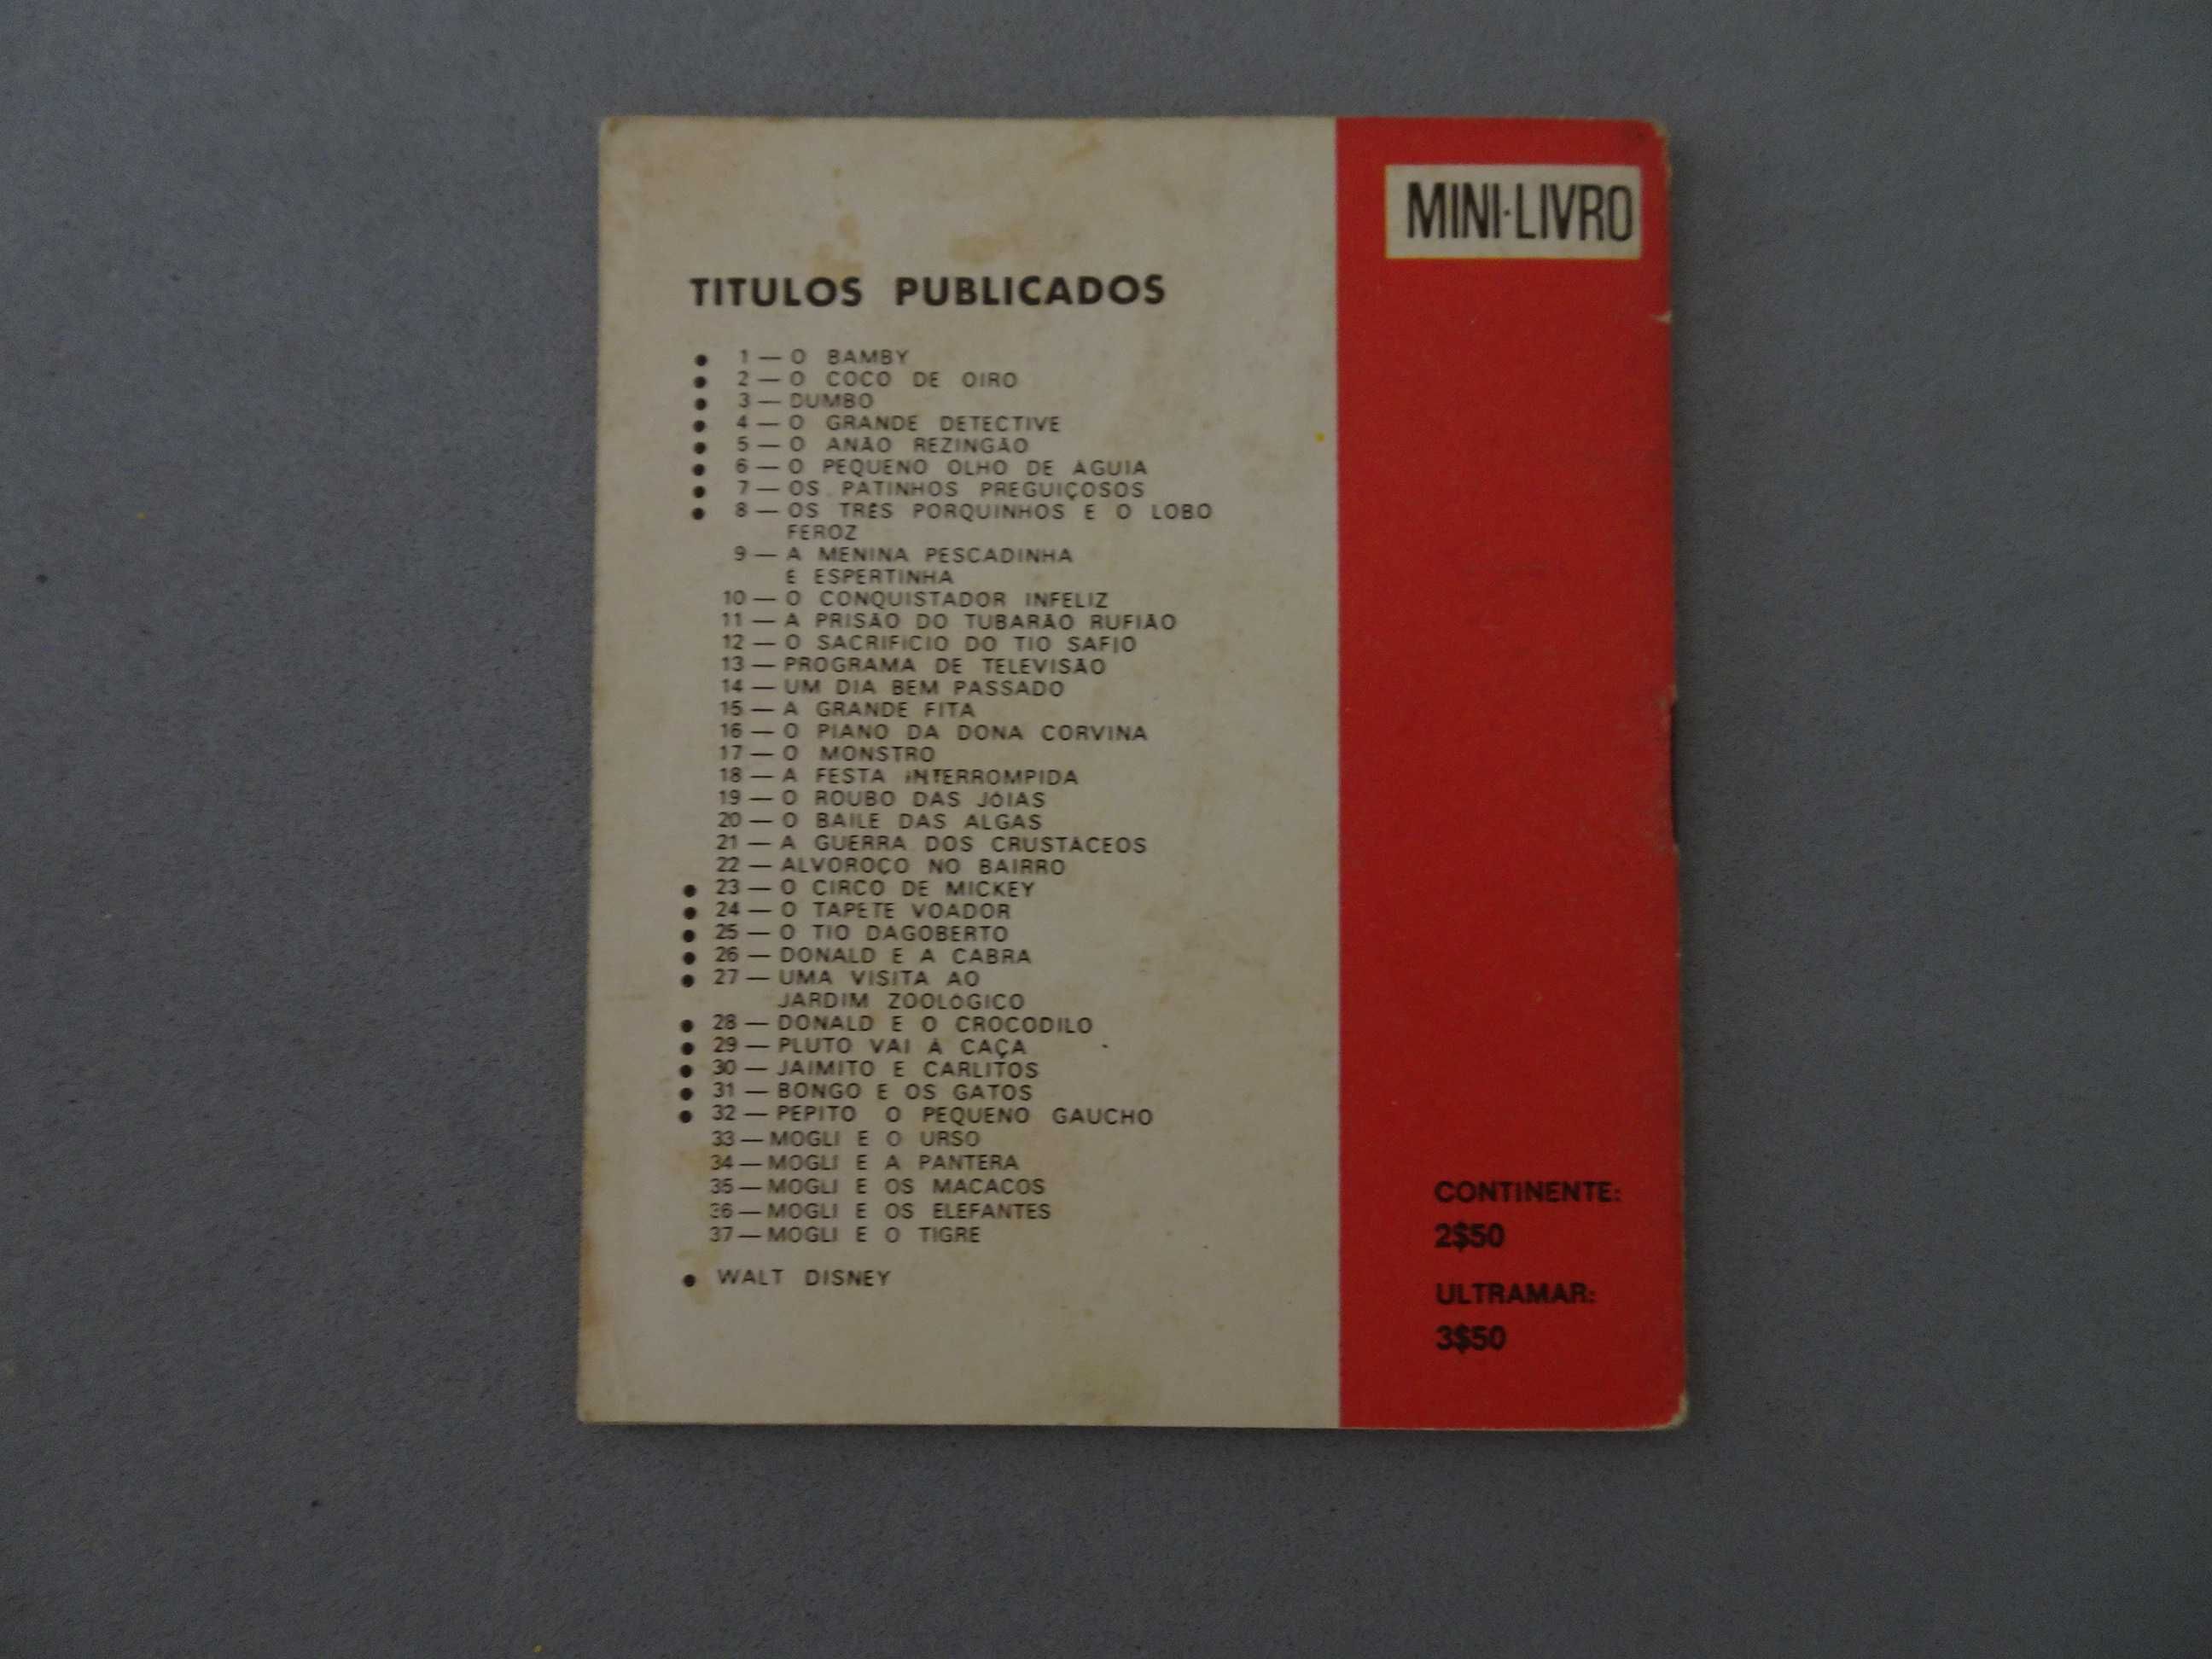 MINI·LIVRO
TITULOS PUBLICADOS
● 1 — O BAMBY
● 2 — O COCO DE OIRO
● 3 — DUMBO
● 4 — O GRANDE DETECTIVE
● 5 — O ANÃO REZINGÃO
● 6 — O PEQUENO OLHO DE ÁGUIA
● 7 — OS PATINHOS PREGUIÇOSOS
● 8 — OS TRÊS PORQUINHOS E O LOBO
FEROZ
9 — A MENINA PESCADINHA
É ESPERTINHA
10 — O CONQUISTADOR INFELIZ
11 — A PRISÃO DO TUBARÃO RUFIÃO
12 — O SACRIFÍCIO DO TIO SAFIO
13 — PROGRAMA DE TELEVISÃO
14 — UM DIA BEM PASSADO
15 — A GRANDE FITA
16 — O PIANO DA DONA CORVINA
17 — O MONSTRO
18 — A FESTA INTERROMPIDA
19 — O ROUBO DAS JÓIAS
20 — O BAILE DAS ALGAS
21 — A GUERRA DOS CRUSTÁCEOS
22 — ALVOROÇO NO BAIRRO
● 23 — O CIRCO DE MICKEY
● 24 — O TAPETE VOADOR
● 25 — O TIO DAGOBERTO
● 26 — DONALD E A CABRA
● 27 — UMA VISITA AO
JARDIM ZOOLÓGICO
● 28 — DONALD E O CROCODILO
● 29 — PLUTO VAI À CAÇA
● 30 — JAIMITO E CARLITOS
● 31 — BONGO E OS GATOS
● 32 — PEPITO O PEQUENO GAUCHO
33 — MOGLI E O URSO
34 — MOGLI E A PANTERA
35 — MOGLI E OS MACACOS
36 — MOGLI E OS ELEFANTES
37 — MOGLI E O TIGRE
● WALT DISNEY
CONTINENTE:
2$50
ULTRAMAR:
3$50